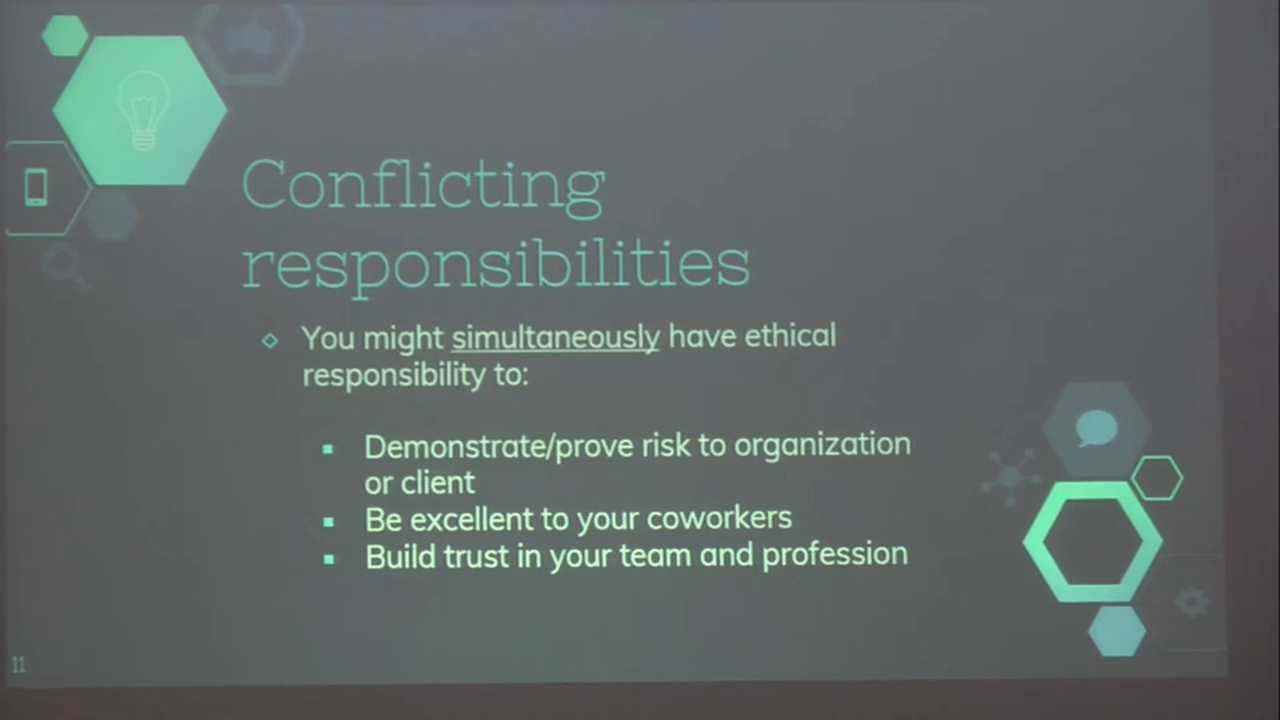 Conflicting
responsibilities
You might simultaneously have ethical
responsibility to:
Demonstrate/prove risk to organization
or client
Be excellent to your coworkers
Build trust in your team and profession
11